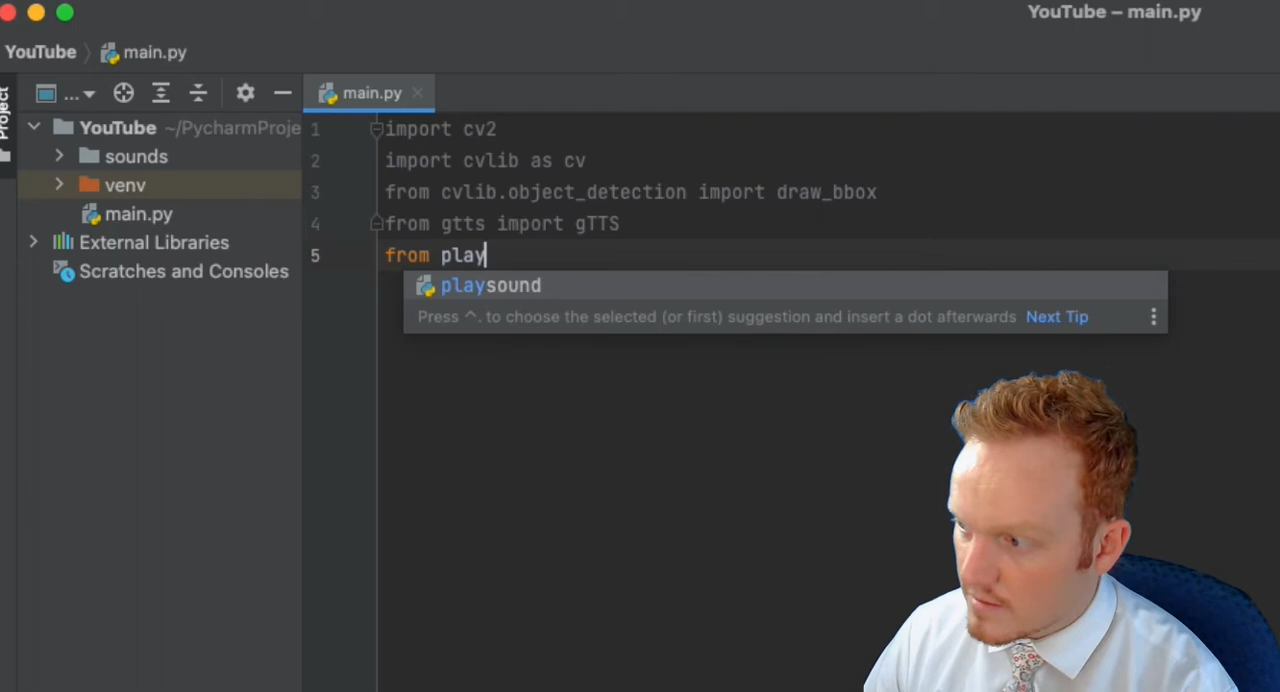 YouTube – main.py
YouTube 〉 main.py
Project
...
main.py ×
YouTube ~/PycharmProje
sounds
venv
main.py
External Libraries
Scratches and Consoles
1 import cv2
2 import cvlib as cv
3 from cvlib.object_detection import draw_bbox
4 from gtts import gTTS
5 from play
playsound
Press ^. to choose the selected (or first) suggestion and insert a dot afterwards Next Tip